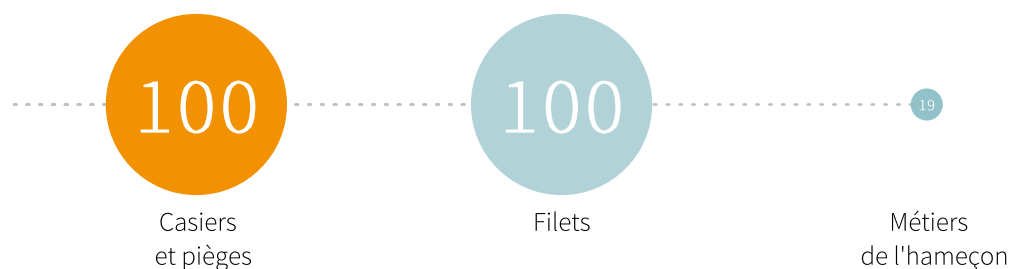 100
100
19
Casiers
et pièges
Filets
Métiers
de l'hameçon